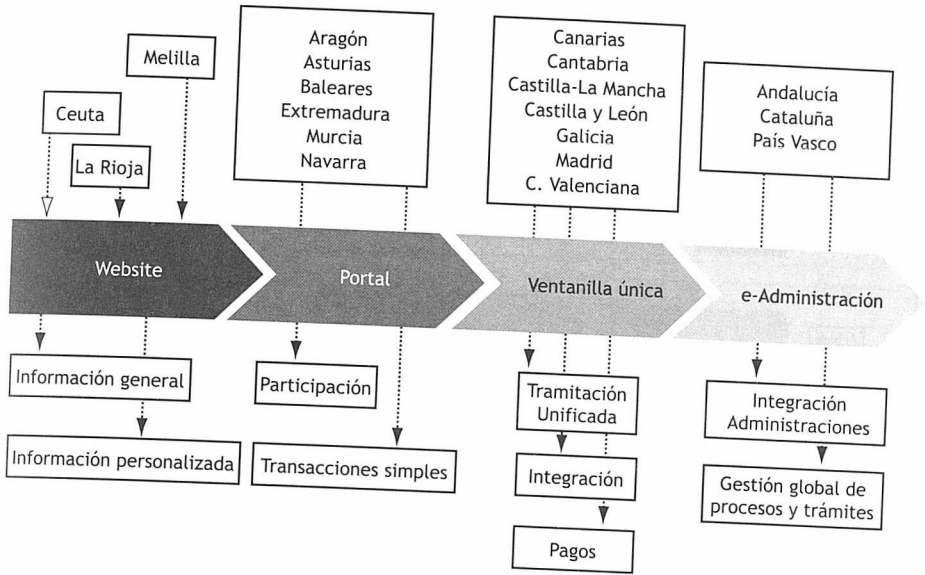 Ceuta
La Rioja
Melilla
Aragón
Asturias
Baleares
Extremadura
Murcia
Navarra
Canarias
Cantabria
Castilla-La Mancha
Castilla y León
Galicia
Madrid
C. Valenciana
Andalucía
Cataluña
País Vasco
Website
Portal
Ventanilla única
e-Administración
Información general
Información personalizada
Participación
Transacciones simples
Tramitación
Unificada
Integración
Pagos
Integración
Administraciones
Gestión global de
procesos y trámites